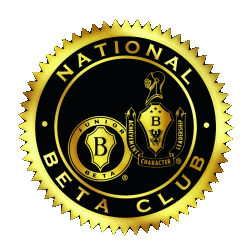 NATIONAL
BETA CLUB
JUNIOR
B
BETA
®
B
ACHIEVEMENT
CHARACTER
LEADERSHIP
®